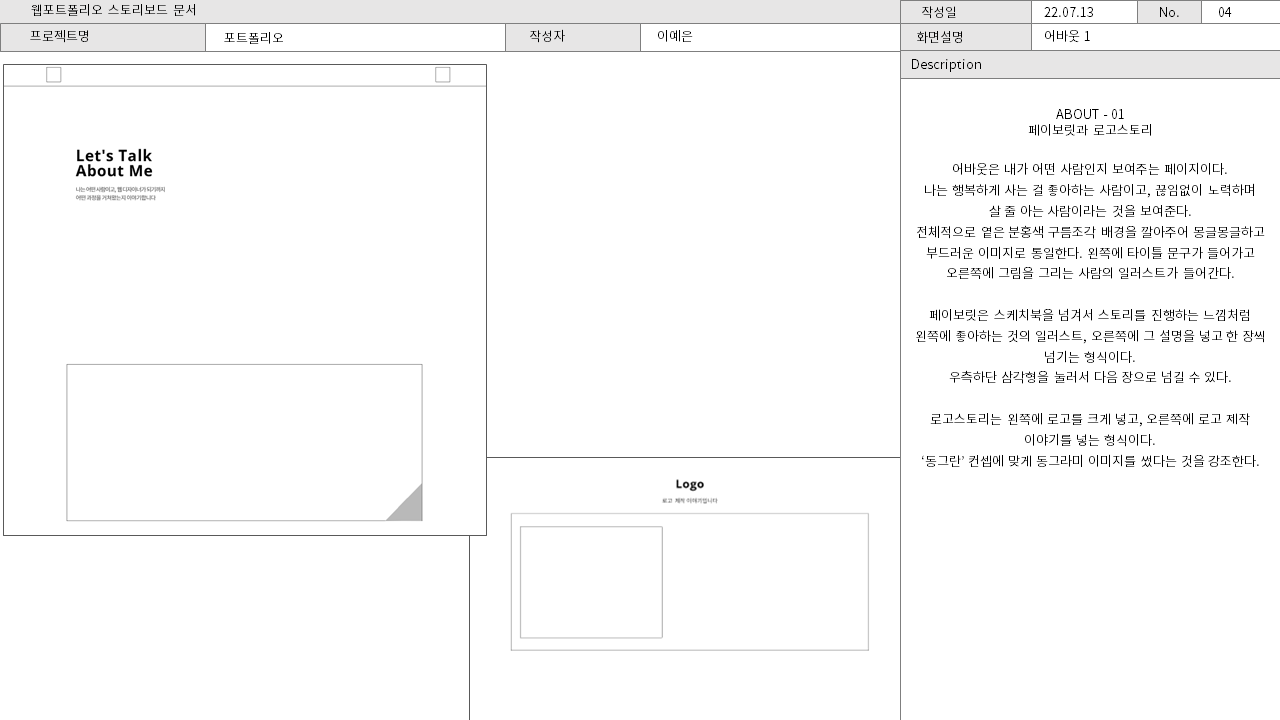 웹포트폴리오 스토리보드 문서
작성일 22.07.13 No. 04
프로젝트명 포트폴리오 작성자 이예은
화면설명 어바웃 1
Description
Let's Talk
About Me
나는 어떤 사람이고, 웹 디자이너가 되기까지
어떤 과정을 거쳐왔는지 이야기합니다
Logo
로고 제작 이야기입니다
ABOUT - 01
페이보릿과 로고스토리
어바웃은 내가 어떤 사람인지 보여주는 페이지이다.
나는 행복하게 사는 걸 좋아하는 사람이고, 끊임없이 노력하며
살 줄 아는 사람이라는 것을 보여준다.
전체적으로 옅은 분홍색 구름조각 배경을 깔아주어 몽글몽글하고
부드러운 이미지로 통일한다. 왼쪽에 타이틀 문구가 들어가고
오른쪽에 그림을 그리는 사람의 일러스트가 들어간다.
페이보릿은 스케치북을 넘겨서 스토리를 진행하는 느낌처럼
왼쪽에 좋아하는 것의 일러스트, 오른쪽에 그 설명을 넣고 한 장씩
넘기는 형식이다.
우측하단 삼각형을 눌러서 다음 장으로 넘길 수 있다.
로고스토리는 왼쪽에 로고를 크게 넣고, 오른쪽에 로고 제작
이야기를 넣는 형식이다.
‘동그란’ 컨셉에 맞게 동그라미 이미지를 썼다는 것을 강조한다.